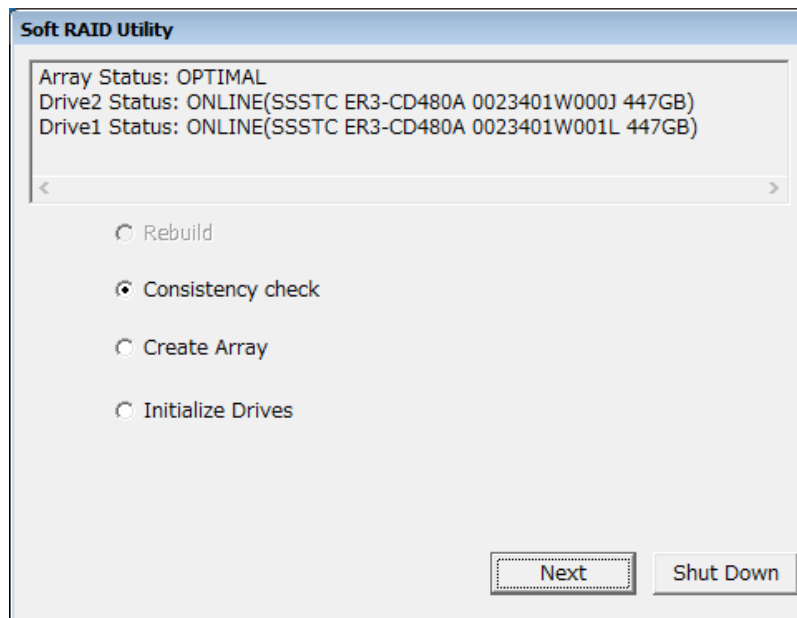 Soft RAID Utility
Array Status: OPTIMAL
Drive2 Status: ONLINE(SSSTC ER3-CD480A 0023401W000J 447GB)
Drive1 Status: ONLINE(SSSTC ER3-CD480A 0023401W001L 447GB)
Rebuild
Consistency check
Create Array
Initialize Drives
Next Shut Down